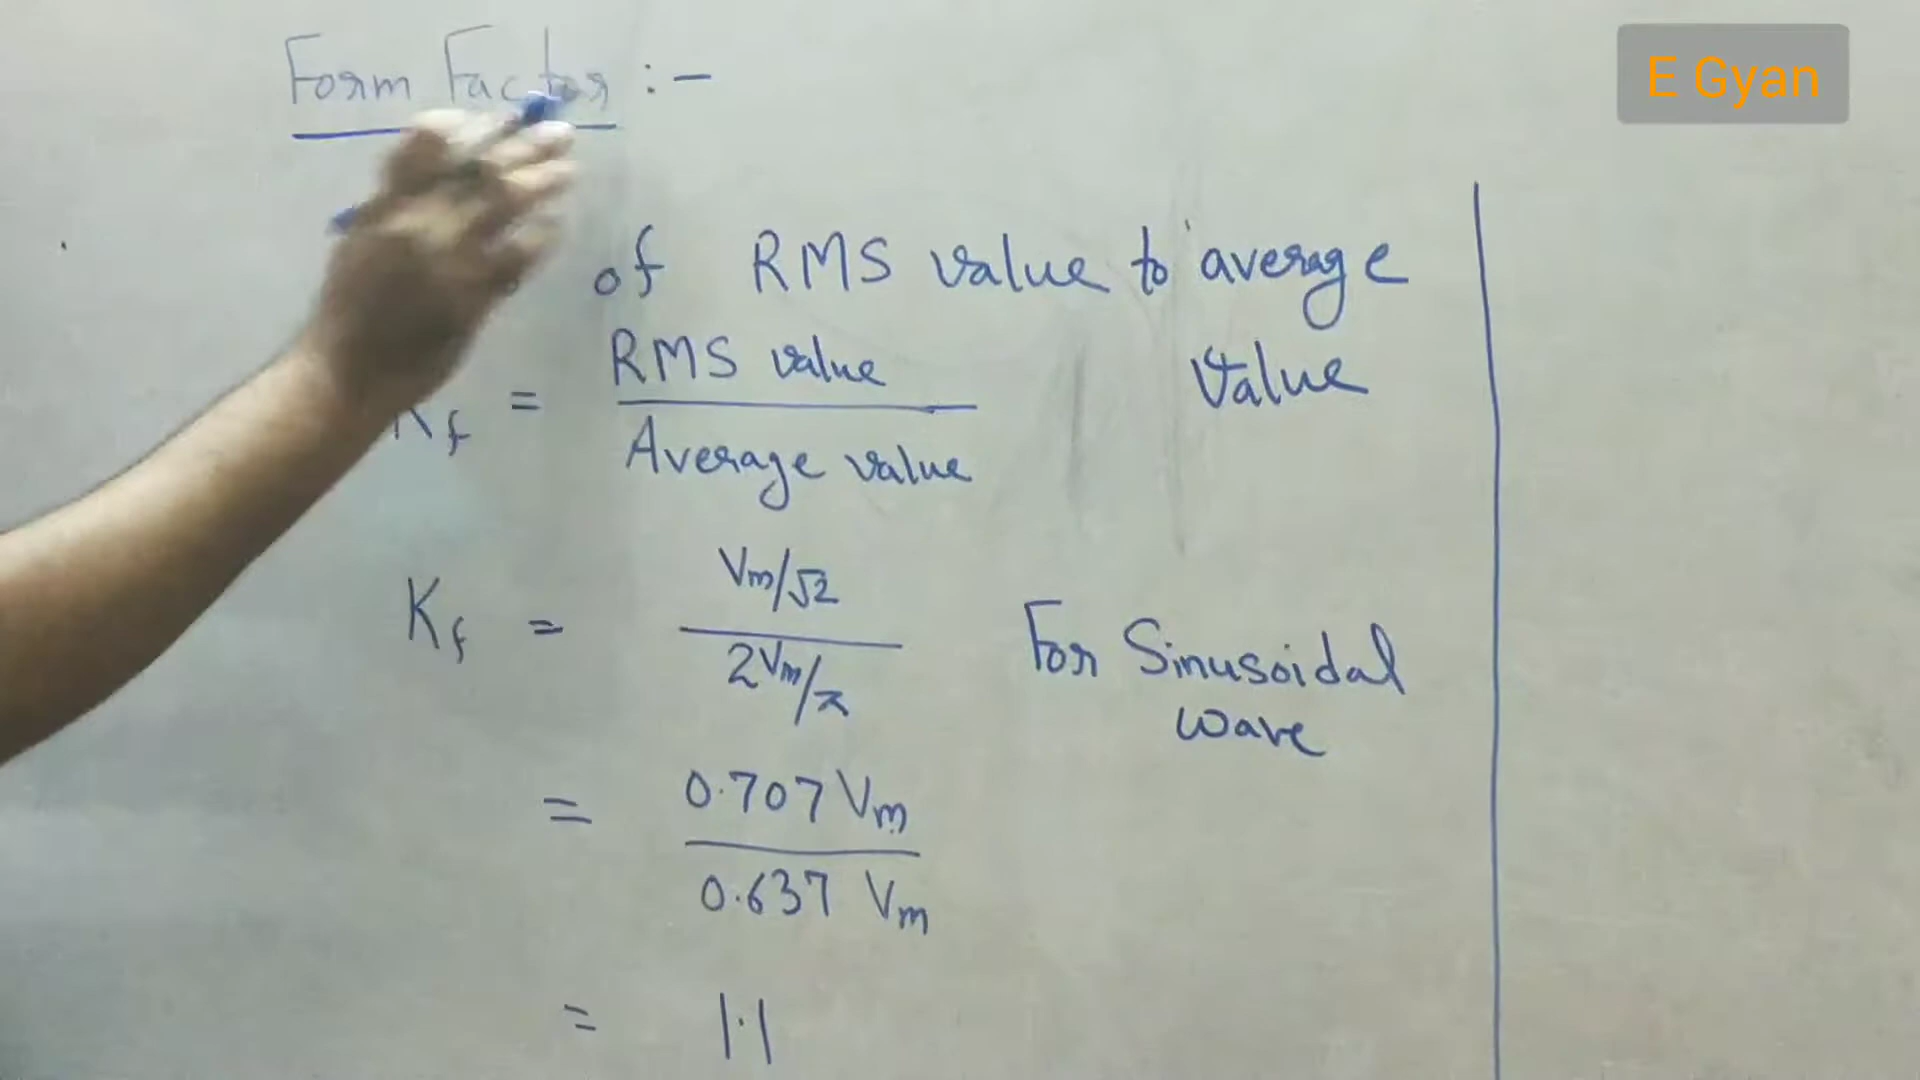 Form Factor :-
E Gyan
of RMS value to average
value
Kf = RMS value / Average value
Kf = Vm/√2 / 2Vm/π
For Sinusoidal
wave
= 0.707 Vm / 0.637 Vm
= 1.1